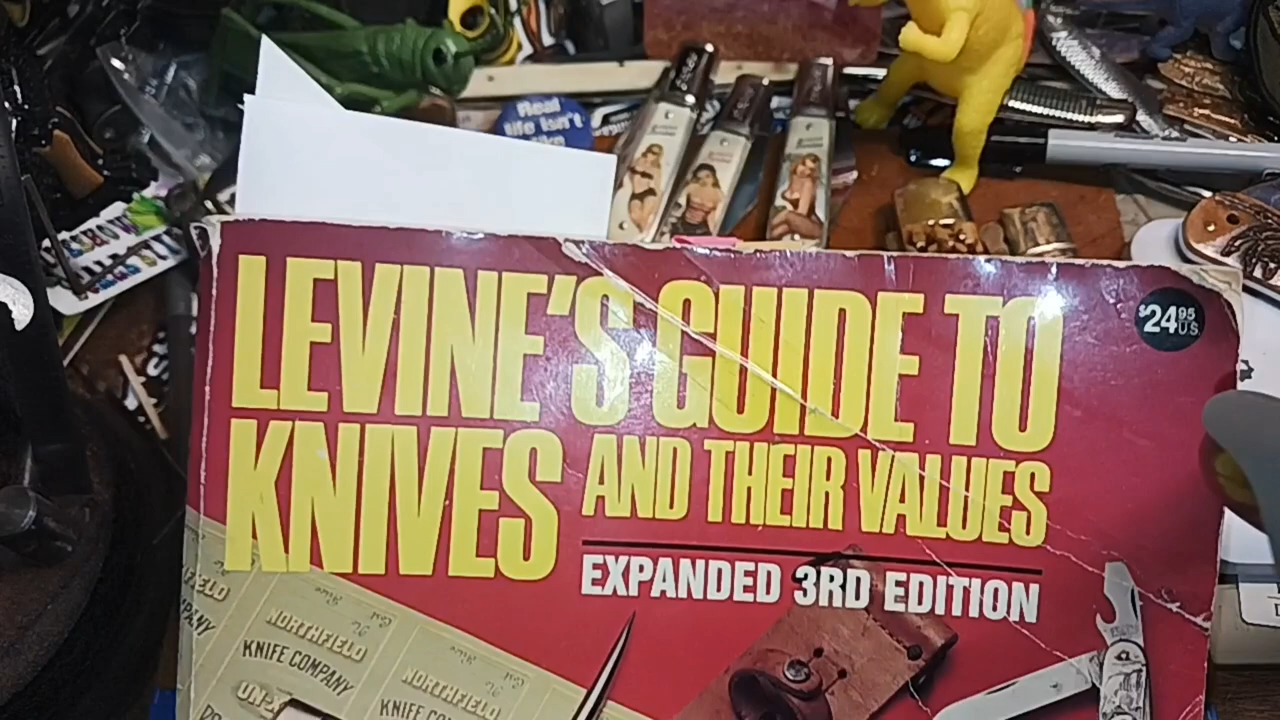 Real
life isn't
LEVINE'S GUIDE TO
$24 95
U.S.
KNIVES AND THEIR VALUES
EXPANDED 3RD EDITION
NORTHFIELD
KNIFE COMPANY
UN-X
NORTHFIELD
KNIFE COMPANY